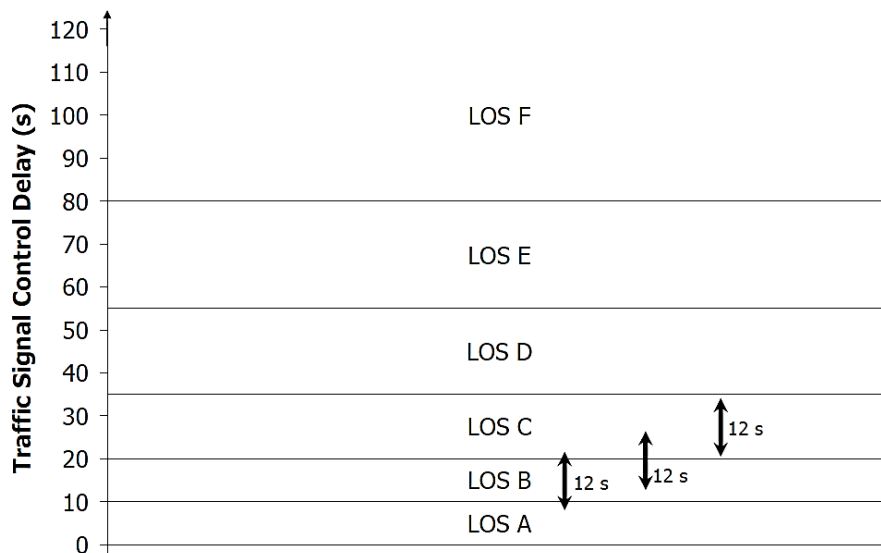 Traffic Signal Control Delay (s)
120
110
100
90
80
70
60
50
40
30
20
10
0
LOS F
LOS E
LOS D
LOS C
LOS B
LOS A
12 s
12 s
12 s